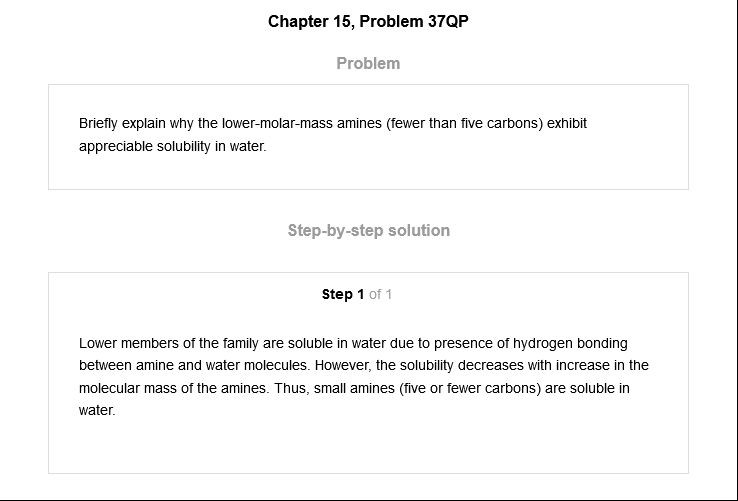 Chapter 15, Problem 37QP
Problem
Briefly explain why the lower-molar-mass amines (fewer than five carbons) exhibit
appreciable solubility in water.
Step-by-step solution
Step 1 of 1
Lower members of the family are soluble in water due to presence of hydrogen bonding
between amine and water molecules. However, the solubility decreases with increase in the
molecular mass of the amines. Thus, small amines (five or fewer carbons) are soluble in
water.